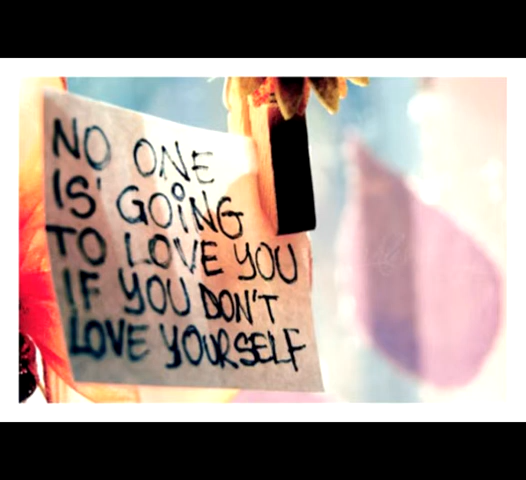 NO ONE
IS GOING
TO LOVE YOU
IF YOU DON'T
LOVE YOURSELF